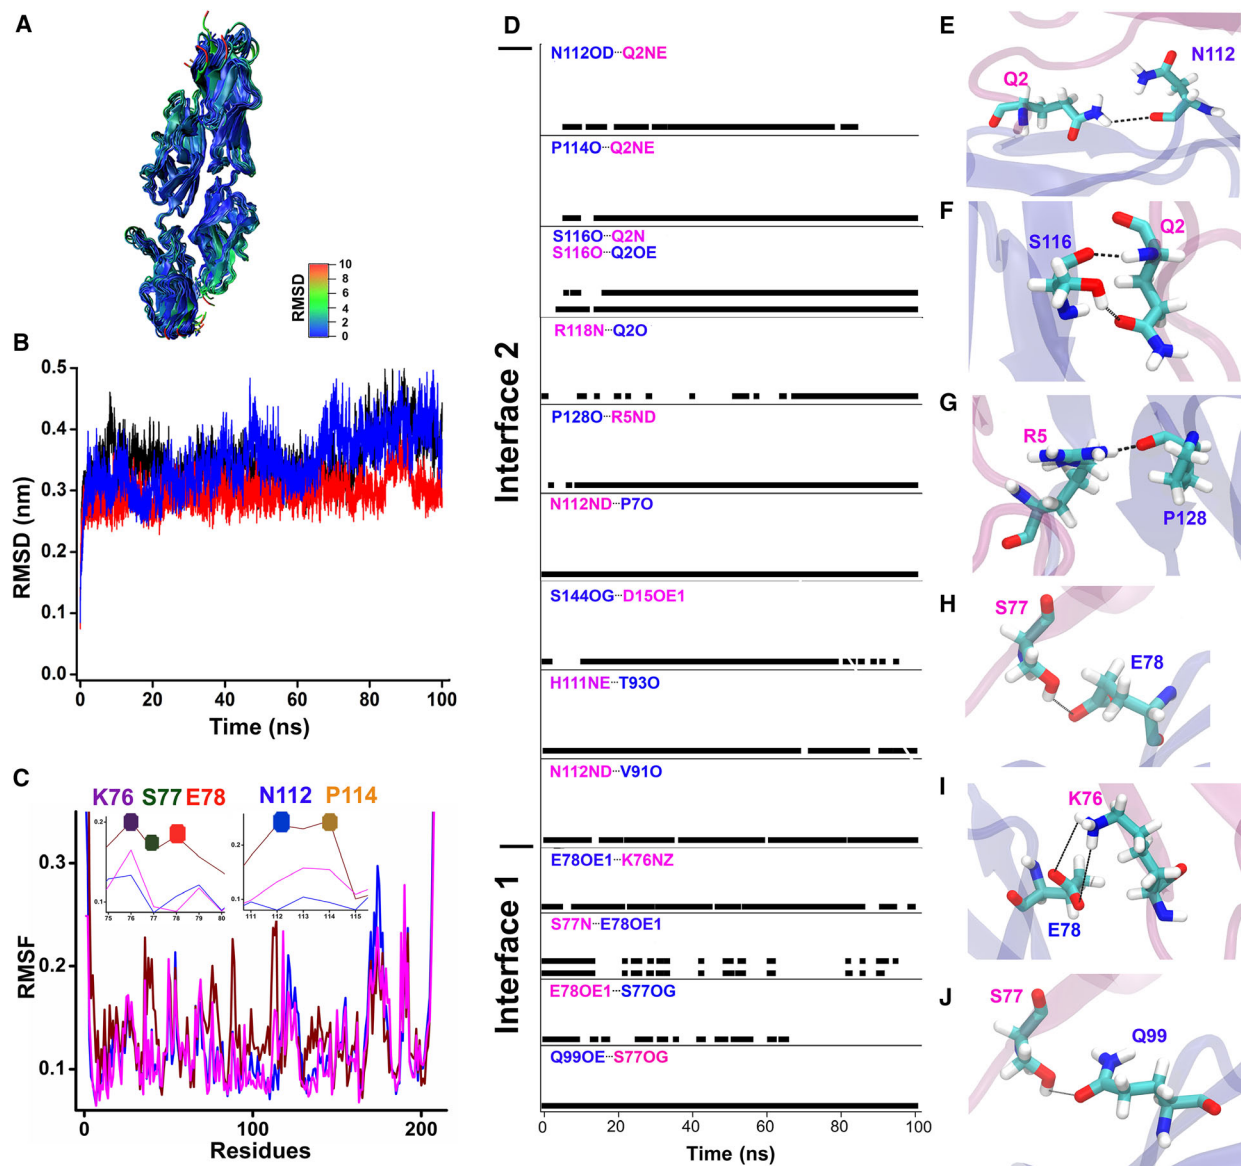 A
RMSD
10
8
6
4
2
0
B
RMSD (nm)
0.5
0.4
0.3
0.2
0.1
0.0
0 20 40 60 80 100
Time (ns)
C
K76 S77 E78
N112 P114
0.2
0.1
75 76 77 78 79 80
0.2
0.1
111 112 113 114 115
RMSF
0.3
0.2
0.1
0 100 200
Residues
D
Interface 2
Interface 1
N112OD···Q2NE
P114O···Q2NE
S116O···Q2N
S116O···Q2OE
R118N···Q2O
P128O···R5ND
N112ND···P7O
S144OG···D15OE1
H111NE···T93O
N112ND···V91O
E78OE1···K76NZ
S77N···E78OE1
E78OE1···S77OG
Q99OE···S77OG
0 20 40 60 80 100
Time (ns)
E
Q2
N112
F
S116
Q2
G
R5
P128
H
S77
E78
I
K76
E78
J
S77
Q99